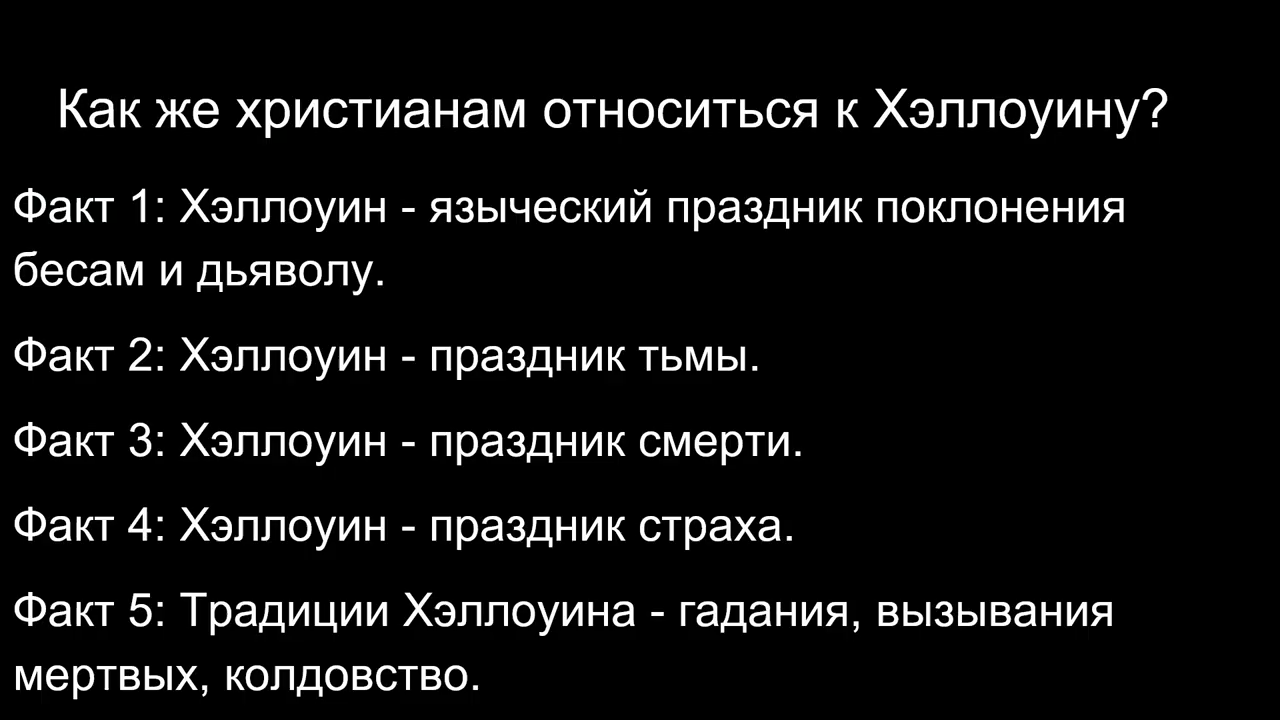 Как же христианам относиться к Хэллоуину?
Факт 1: Хэллоуин - языческий праздник поклонения
бесам и дьяволу.
Факт 2: Хэллоуин - праздник тьмы.
Факт 3: Хэллоуин - праздник смерти.
Факт 4: Хэллоуин - праздник страха.
Факт 5: Традиции Хэллоуина - гадания, вызывания
мертвых, колдовство.